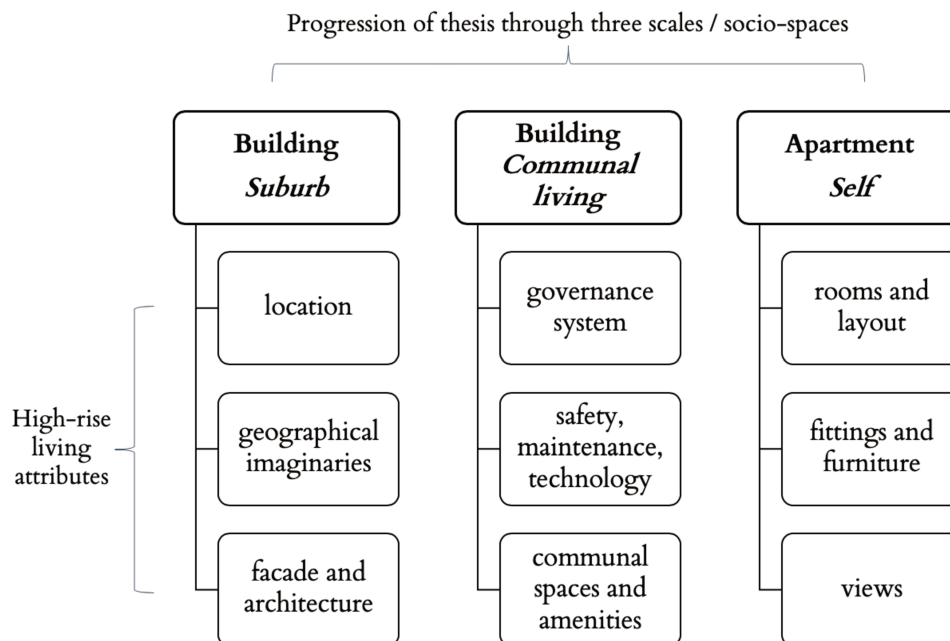 Progression of thesis through three scales / socio-spaces
Building
Suburb
location
geographical
imaginaries
facade and
architecture
Building
Communal
living
governance
system
safety,
maintenance,
technology
communal
spaces and
amenities
Apartment
Self
rooms and
layout
fittings and
furniture
views
High-rise
living
attributes